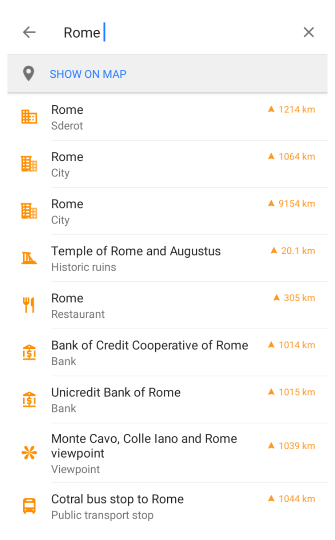 Rome
SHOW ON MAP
Rome
1214 km
Sderot
Rome
1064 km
City
Rome
9154 km
City
Temple of Rome and Augustus
20.1 km
Historic ruins
Rome
305 km
Restaurant
Bank of Credit Cooperative of Rome
1014 km
Bank
Unicredit Bank of Rome
1015 km
Bank
Monte Cavo, Colle Iano and Rome
1039 km
viewpoint
Viewpoint
Cotral bus stop to Rome
1044 km
Public transport stop